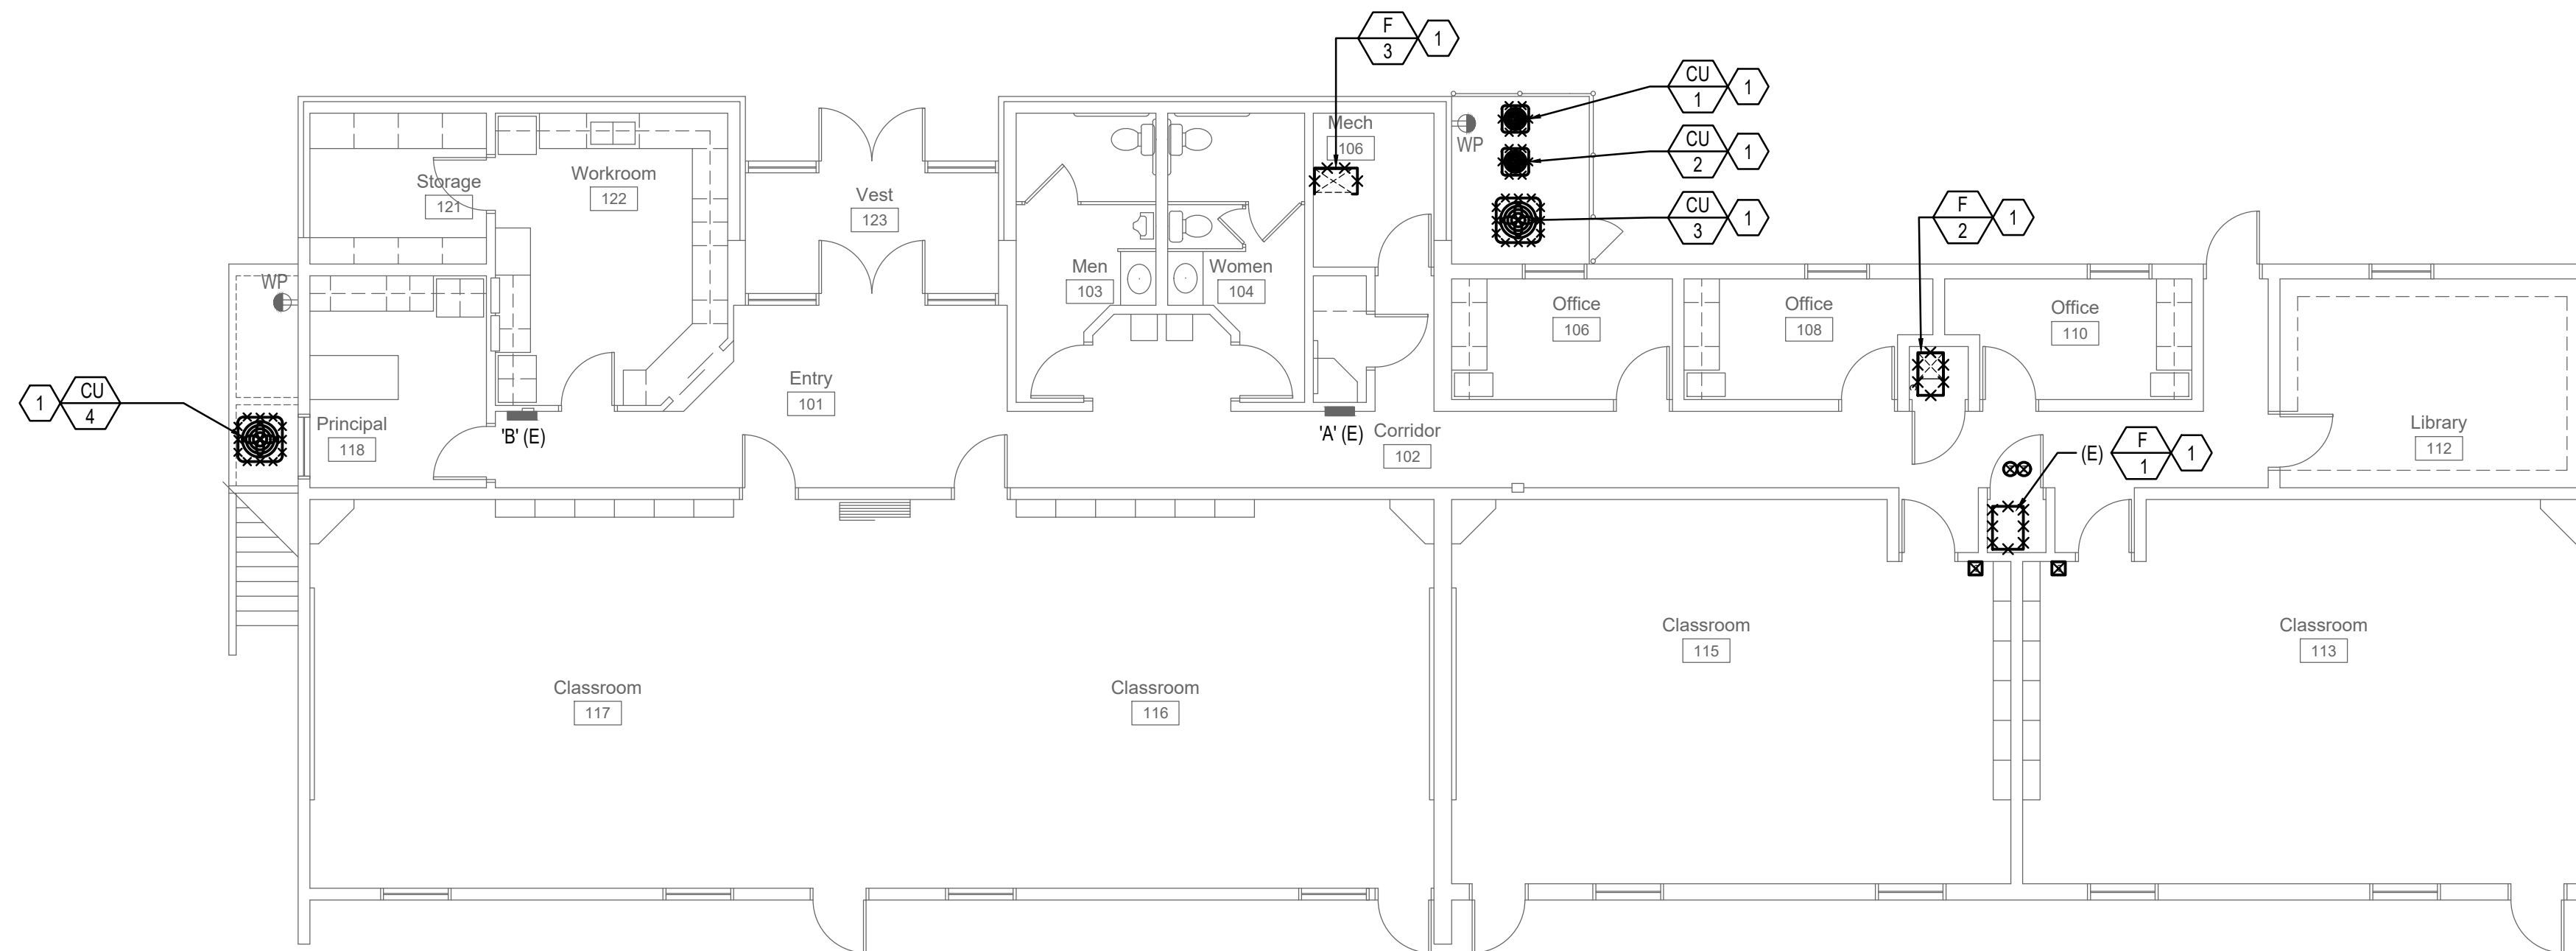 F
3
1
CU
1
1
CU
2
1
CU
3
1
Mech
106
WP
Storage
121
Workroom
122
Vest
123
F
2
1
WP
Men
103
Women
104
Office
106
Office
108
Office
110
1
CU
4
Principal
118
Entry
101
'B' (E)
'A' (E)
Corridor
102
(E)
F
1
1
Library
112
Classroom
115
Classroom
113
Classroom
117
Classroom
116